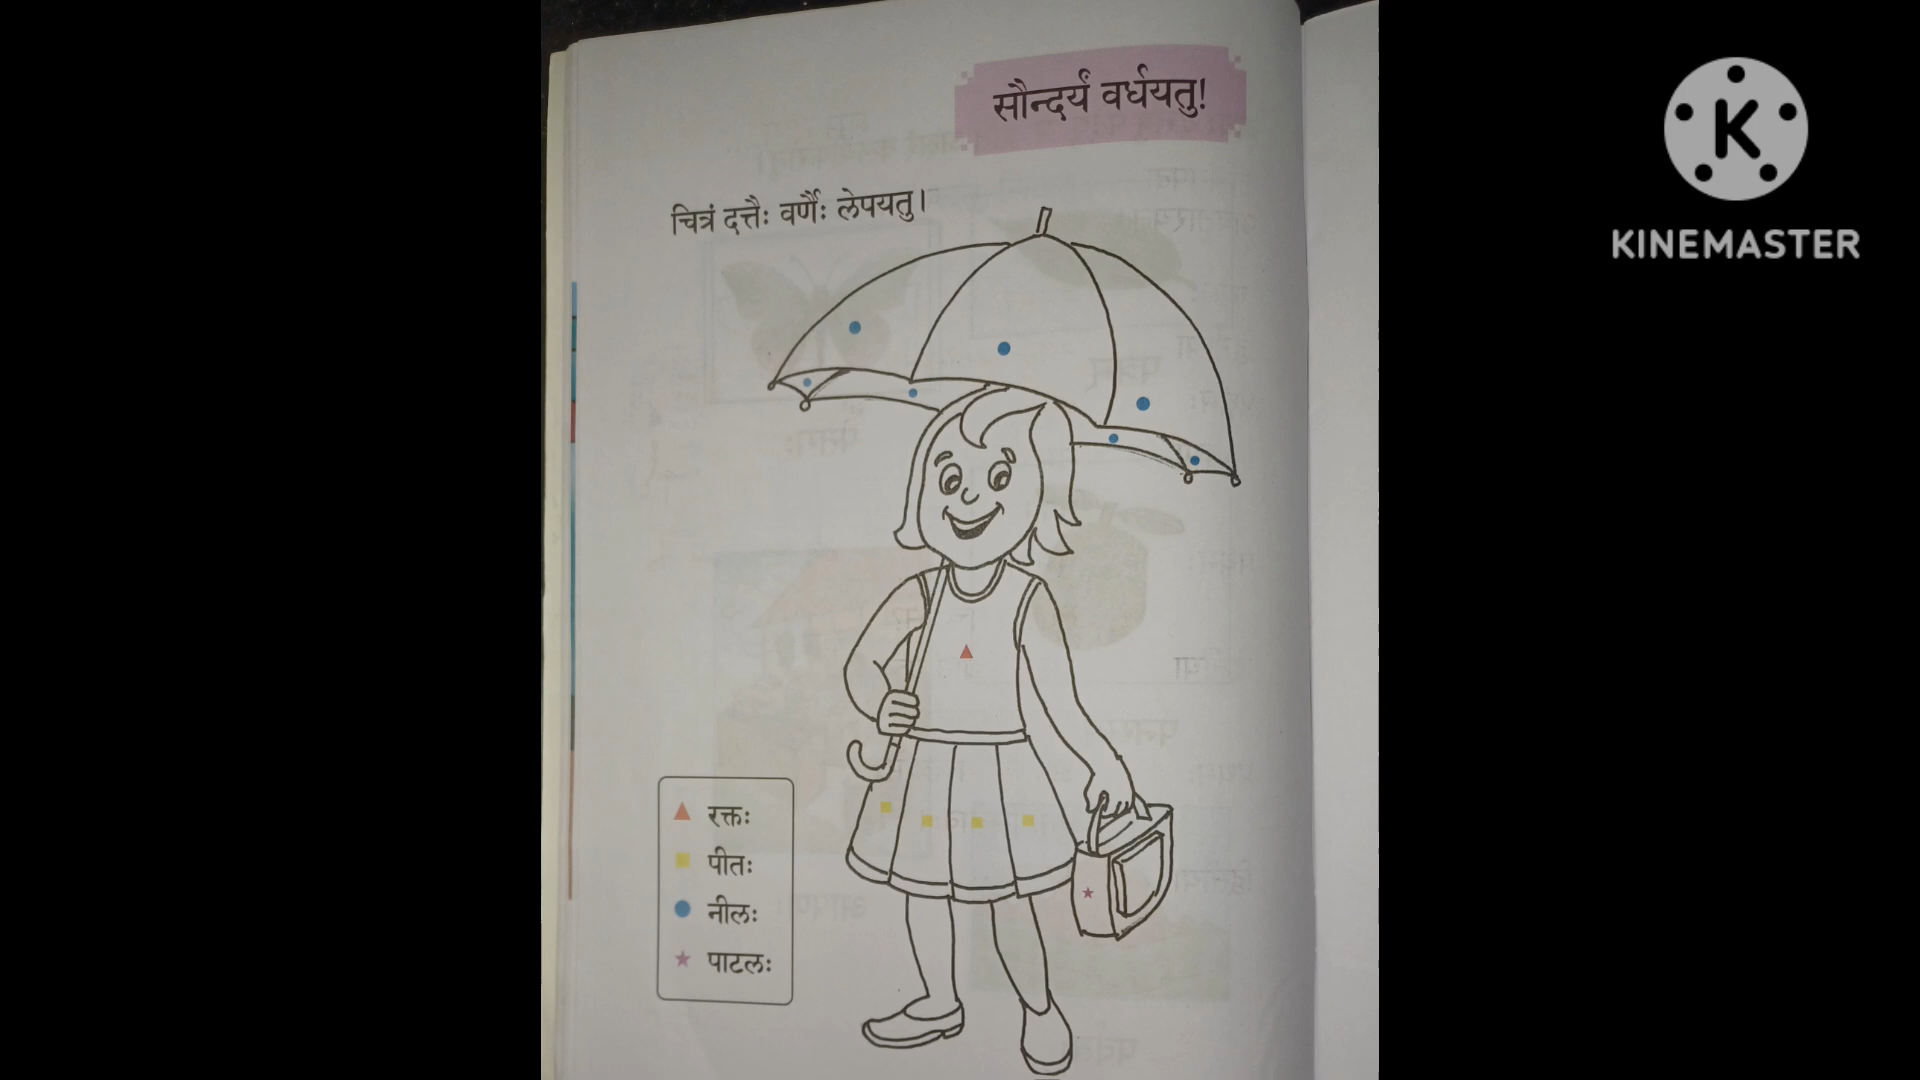 सौन्दर्यं वर्धयतु!
चित्रं दत्तैः वर्णैः लेपयतु।
रक्तः
पीतः
नीलः
पाटलः
K
KINEMASTER